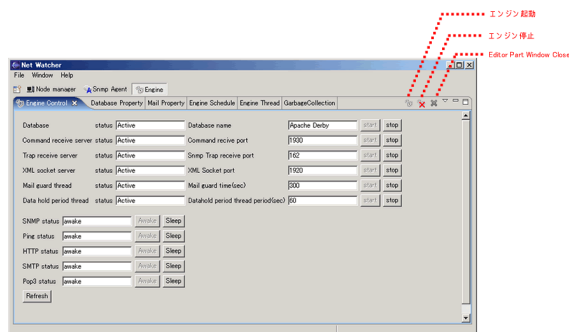 エンジン起動
エンジン停止
Editor Part Window Close
Net Watcher
File Window Help
Node manager Snmp Agent Engine
Engine Control Database Property Mail Property Engine Schedule Engine Thread GarbageCollection
Database status Active Database name Apache Derby start stop
Command receive server status Active Command recive port 1930 start stop
Trap receive server status Active Snmp Trap receive port 162 start stop
XML socket server status Active XML Socket port 1920 start stop
Mail guard thread status Active Mail guard time(sec) 300 start stop
Data hold period thread status Active Datahold period thread period(sec) 60 start stop
SNMP status awake Awake Sleep
Ping status awake Awake Sleep
HTTP status awake Awake Sleep
SMTP status awake Awake Sleep
Pop3 status awake Awake Sleep
Refresh